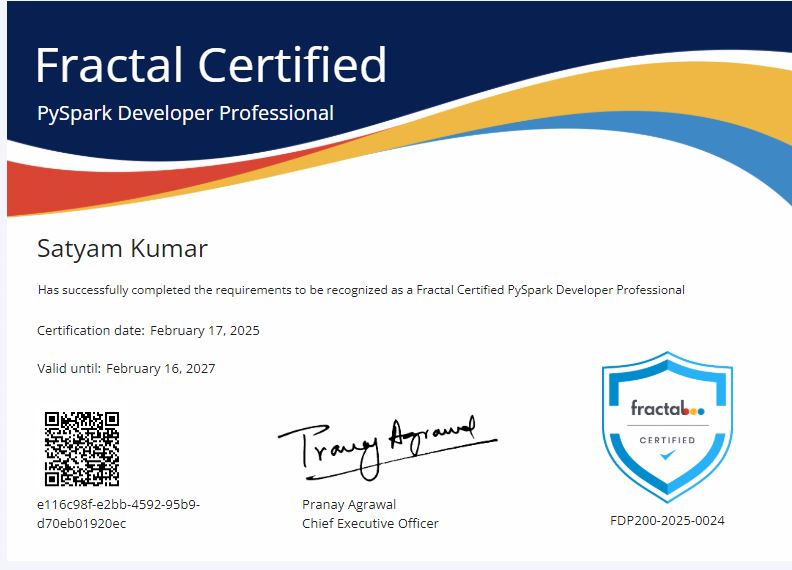 Fractal Certified
PySpark Developer Professional
Satyam Kumar
Has successfully completed the requirements to be recognized as a Fractal Certified PySpark Developer Professional
Certification date: February 17, 2025
Valid until: February 16, 2027
Pranay Agrawal
e116c98f-e2bb-4592-95b9-
d70eb01920ec
Pranay Agrawal
Chief Executive Officer
fractal
CERTIFIED
FDP200-2025-0024